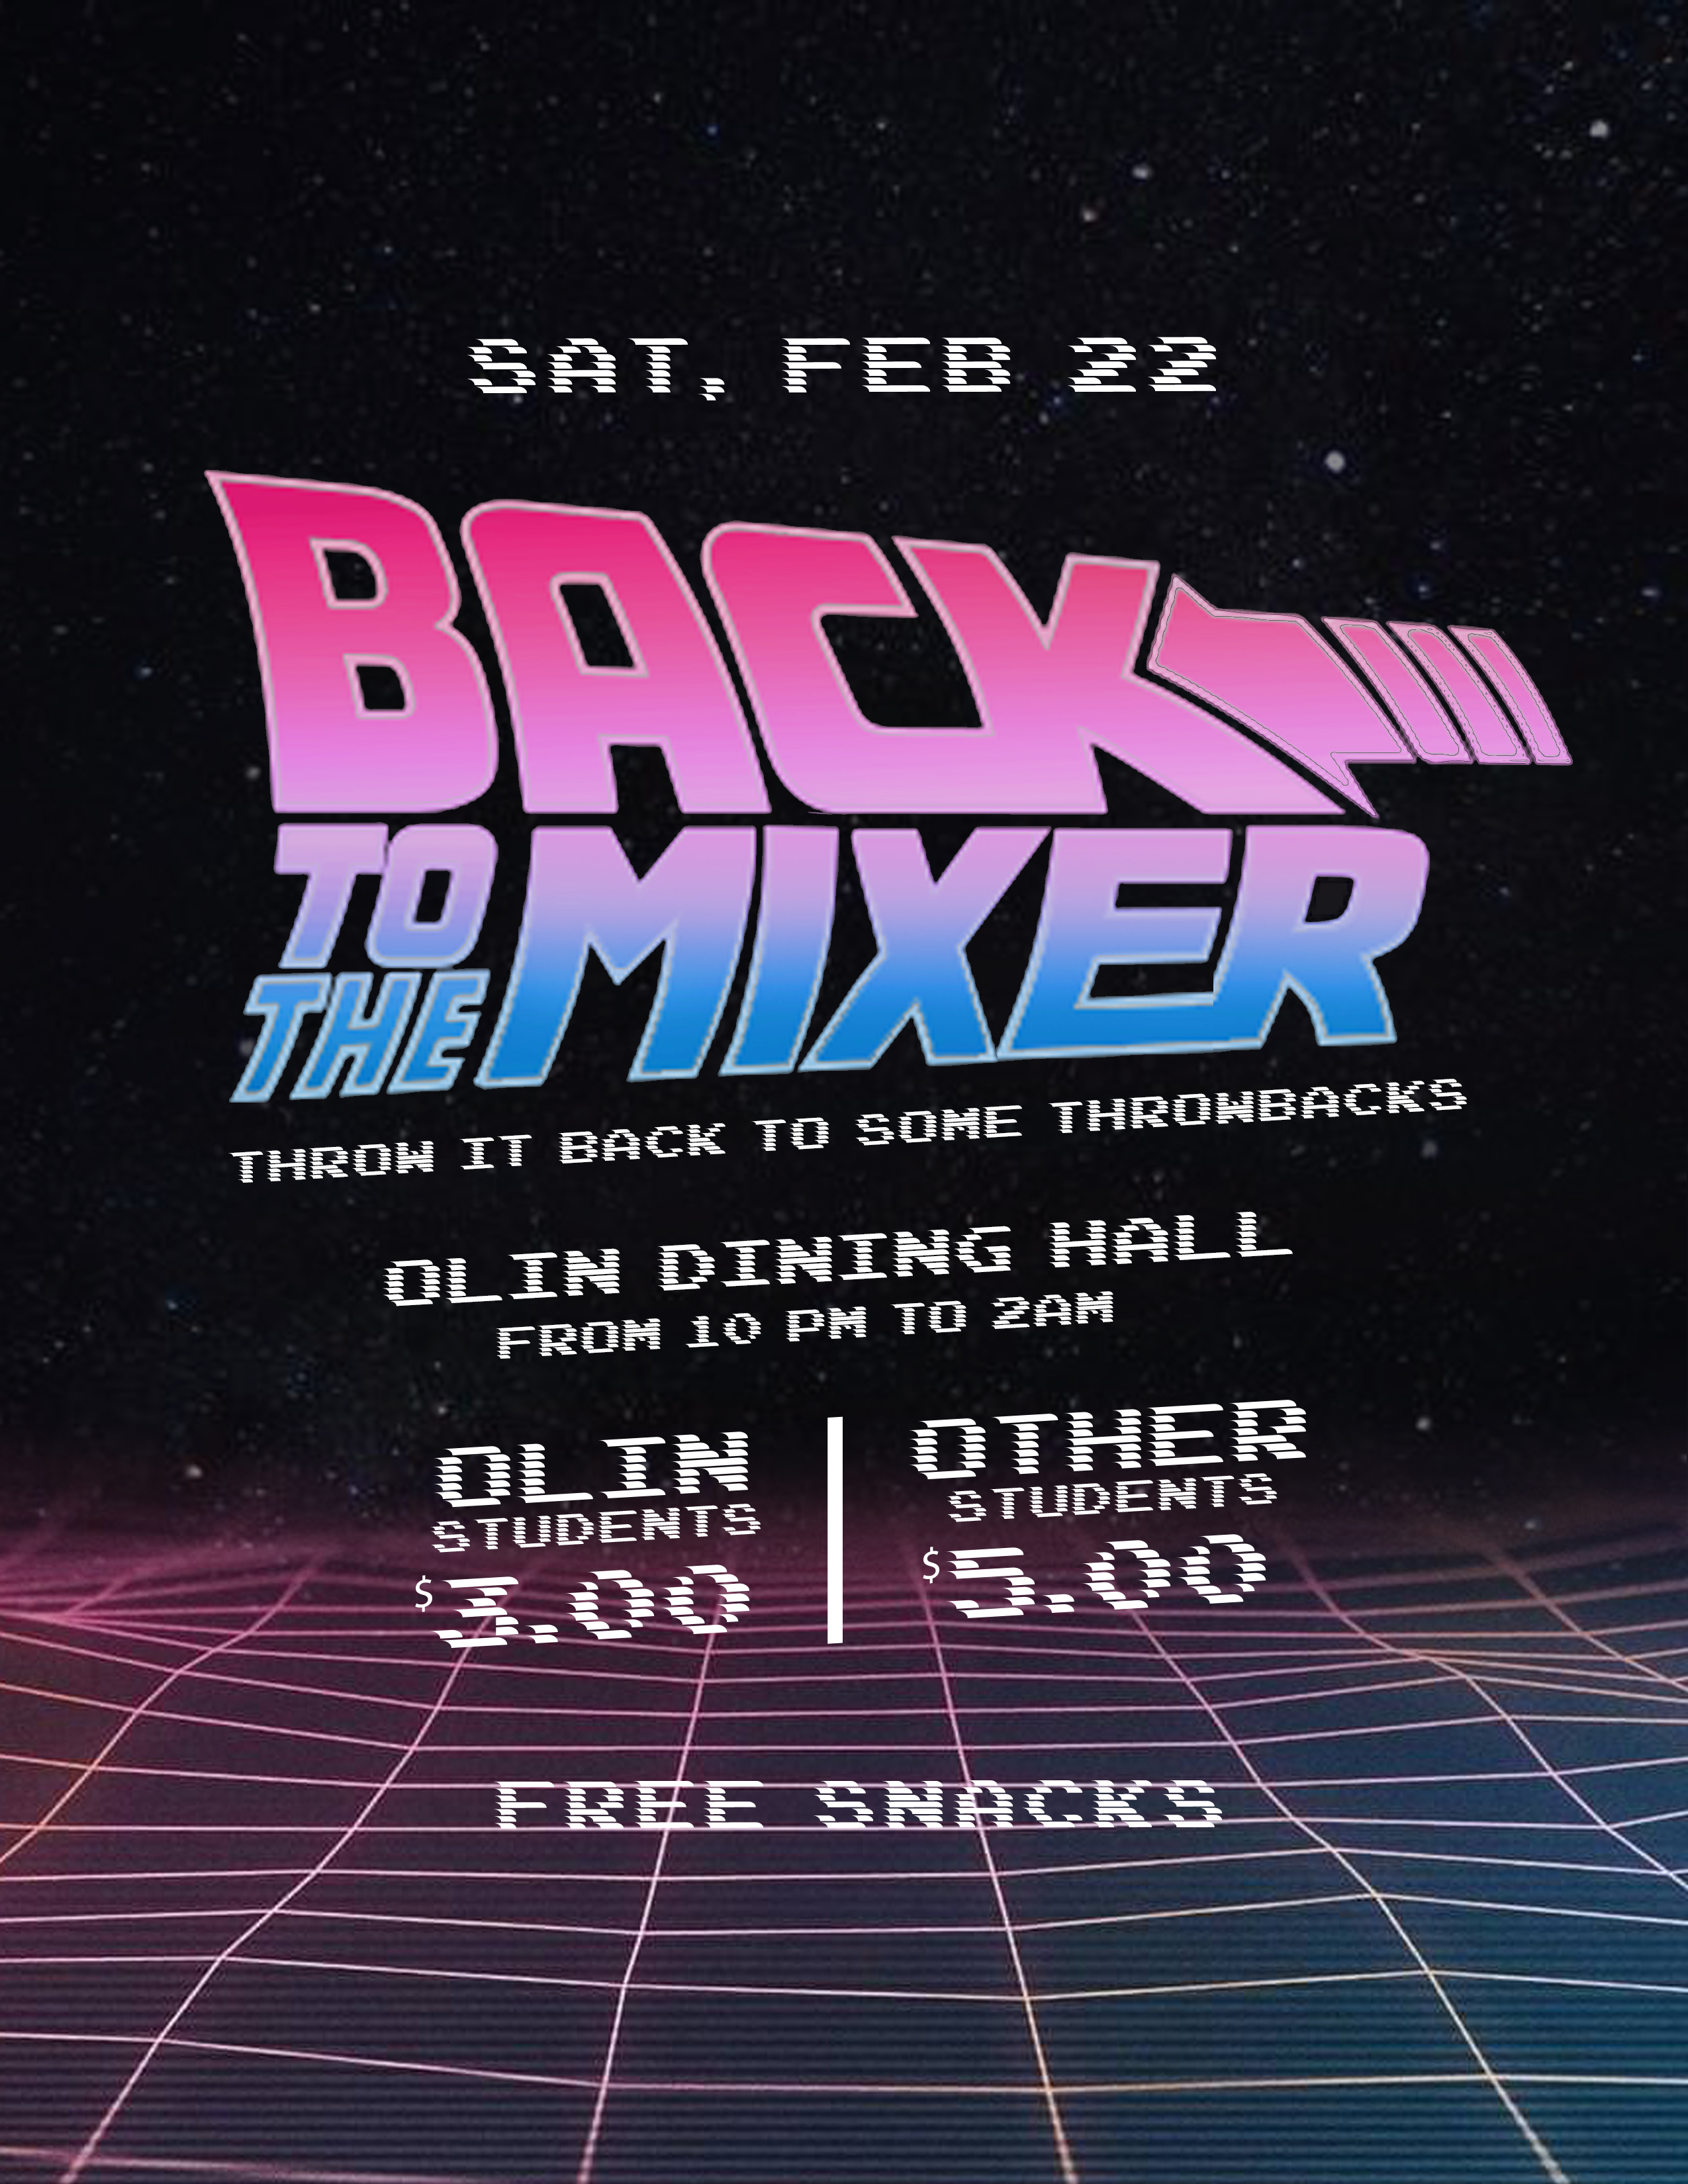 SAT, FEB 22
BACK
TO
THE
MIXER
THROW IT BACK TO SOME THROWBACKS
OLIN DINING HALL
FROM 10 PM TO 2AM
OLIN
STUDENTS
$3.00
OTHER
STUDENTS
$5.00
FREE SNACKS